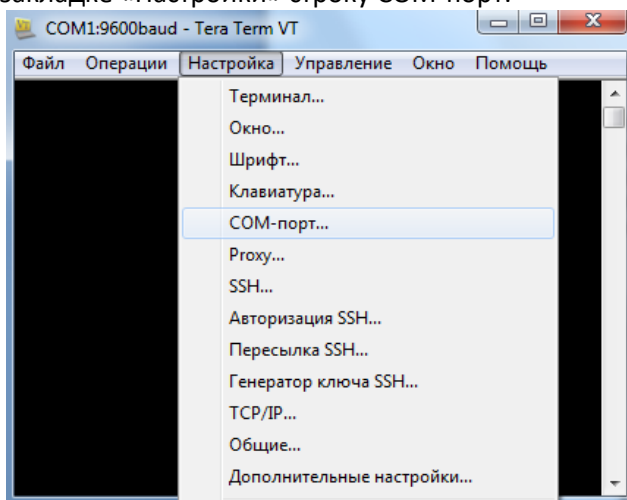 закладке «Настройки» строку COM-порт.
COM1:9600baud - Tera Term VT
Файл Операции Настройка Управление Окно Помощь
Терминал...
Окно...
Шрифт...
Клавиатура...
COM-порт...
Proxy...
SSH...
Авторизация SSH...
Пересылка SSH...
Генератор ключа SSH...
TCP/IP...
Общие...
Дополнительные настройки...